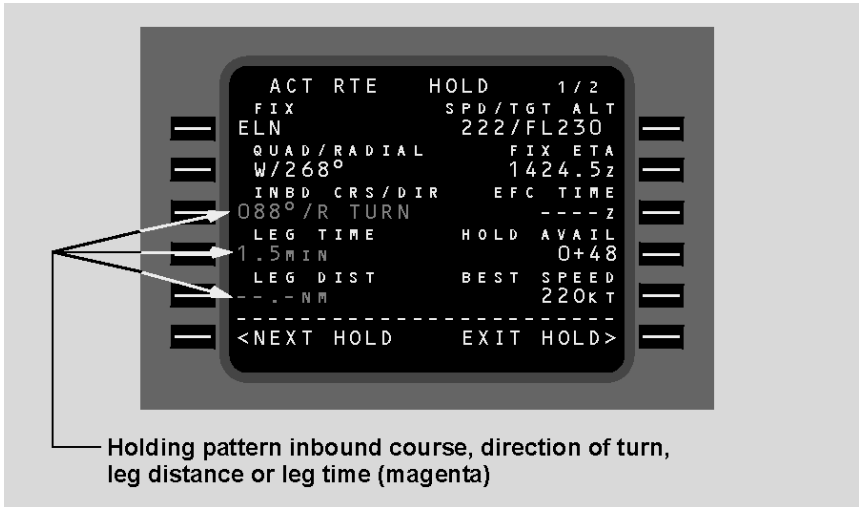 ACT RTE HOLD 1/2
FIX SPD/TGT ALT
ELN 222/FL230
QUAD/RADIAL FIX ETA
W/268° 1424.5z
INBD CRS/DIR EFC TIME
088°/R TURN ----z
LEG TIME HOLD AVAIL
1.5MIN 0+48
LEG DIST BEST SPEED
--.-NM 220KT
------------------------
<NEXT HOLD EXIT HOLD>
Holding pattern inbound course, direction of turn,
leg distance or leg time (magenta)